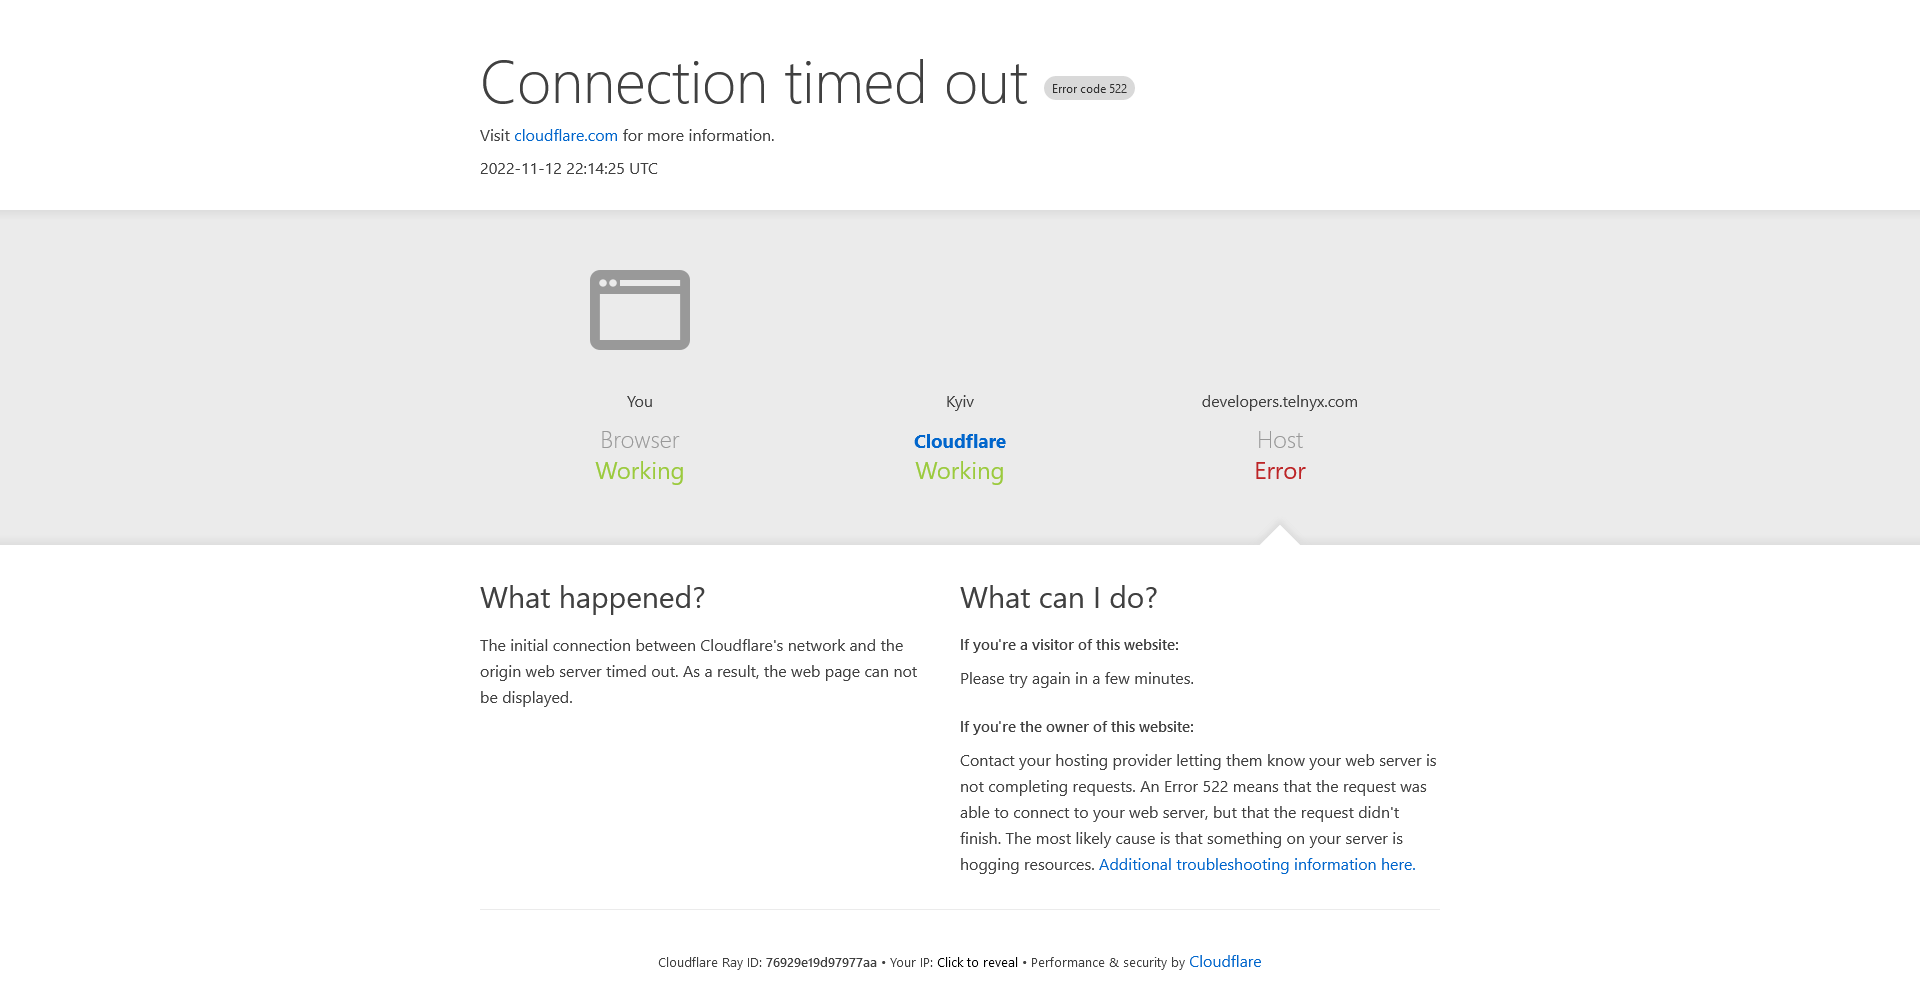 Connection timed out Error code 522
Visit cloudflare.com for more information.
2022-11-12 22:14:25 UTC
You
Browser
Working
Kyiv
Cloudflare
Working
developers.telnyx.com
Host
Error
What happened?
The initial connection between Cloudflare's network and the
origin web server timed out. As a result, the web page can not
be displayed.
What can I do?
If you're a visitor of this website:
Please try again in a few minutes.
If you're the owner of this website:
Contact your hosting provider letting them know your web server is
not completing requests. An Error 522 means that the request was
able to connect to your web server, but that the request didn't
finish. The most likely cause is that something on your server is
hogging resources. Additional troubleshooting information here.
Cloudflare Ray ID: 76929e19d97977aa • Your IP: Click to reveal • Performance & security by Cloudflare